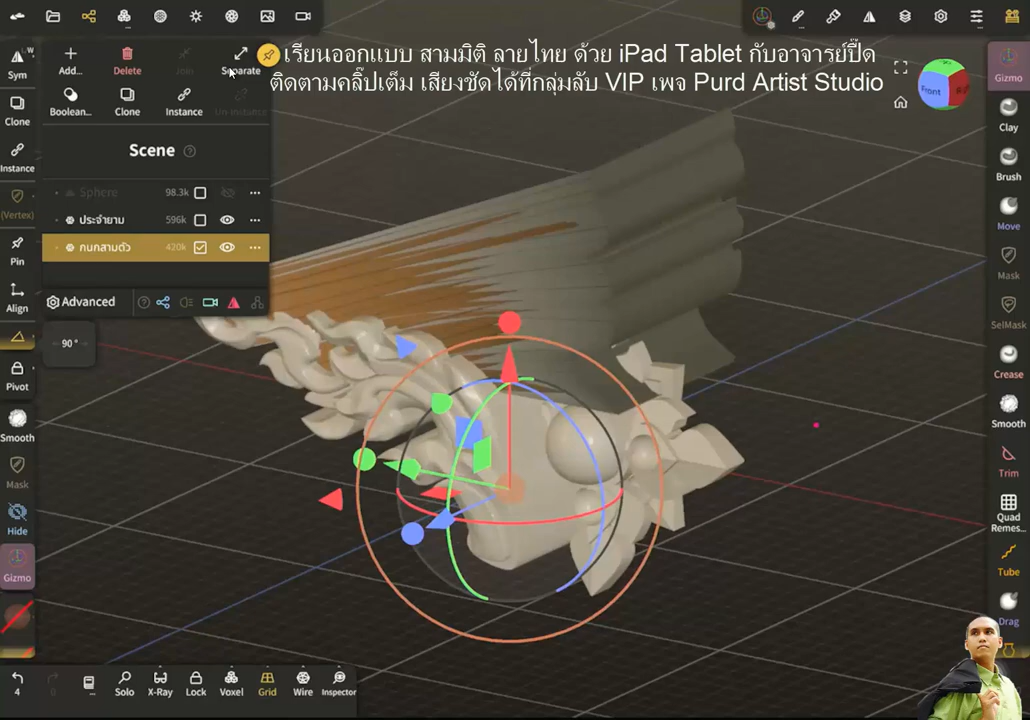 เรียนออกแบบ สามมิติ ลายไทย ด้วย iPad Tablet กับอาจารย์ปี๊ด
ติดตามคลิ๊ปเต็ม เสียงชัดได้ที่กลุ่มลับ VIP เพจ Purd Artist Studio
Sym
Clone
Instance
(Vertex)
Pin
Align
90 °
Pivot
Smooth
Mask
Hide
Gizmo
Add...
Delete
Join
Separate
Boolean...
Clone
Instance
Un-instance
Scene
Sphere 98.3k
ประจำยาม 596k
กนกสามตัว 420k
Advanced
Front
Gizmo
Clay
Brush
Move
Mask
SelMask
Crease
Smooth
Trim
Quad
Remes...
Tube
Drag
4
0
Solo
X-Ray
Lock
Voxel
Grid
Wire
Inspector